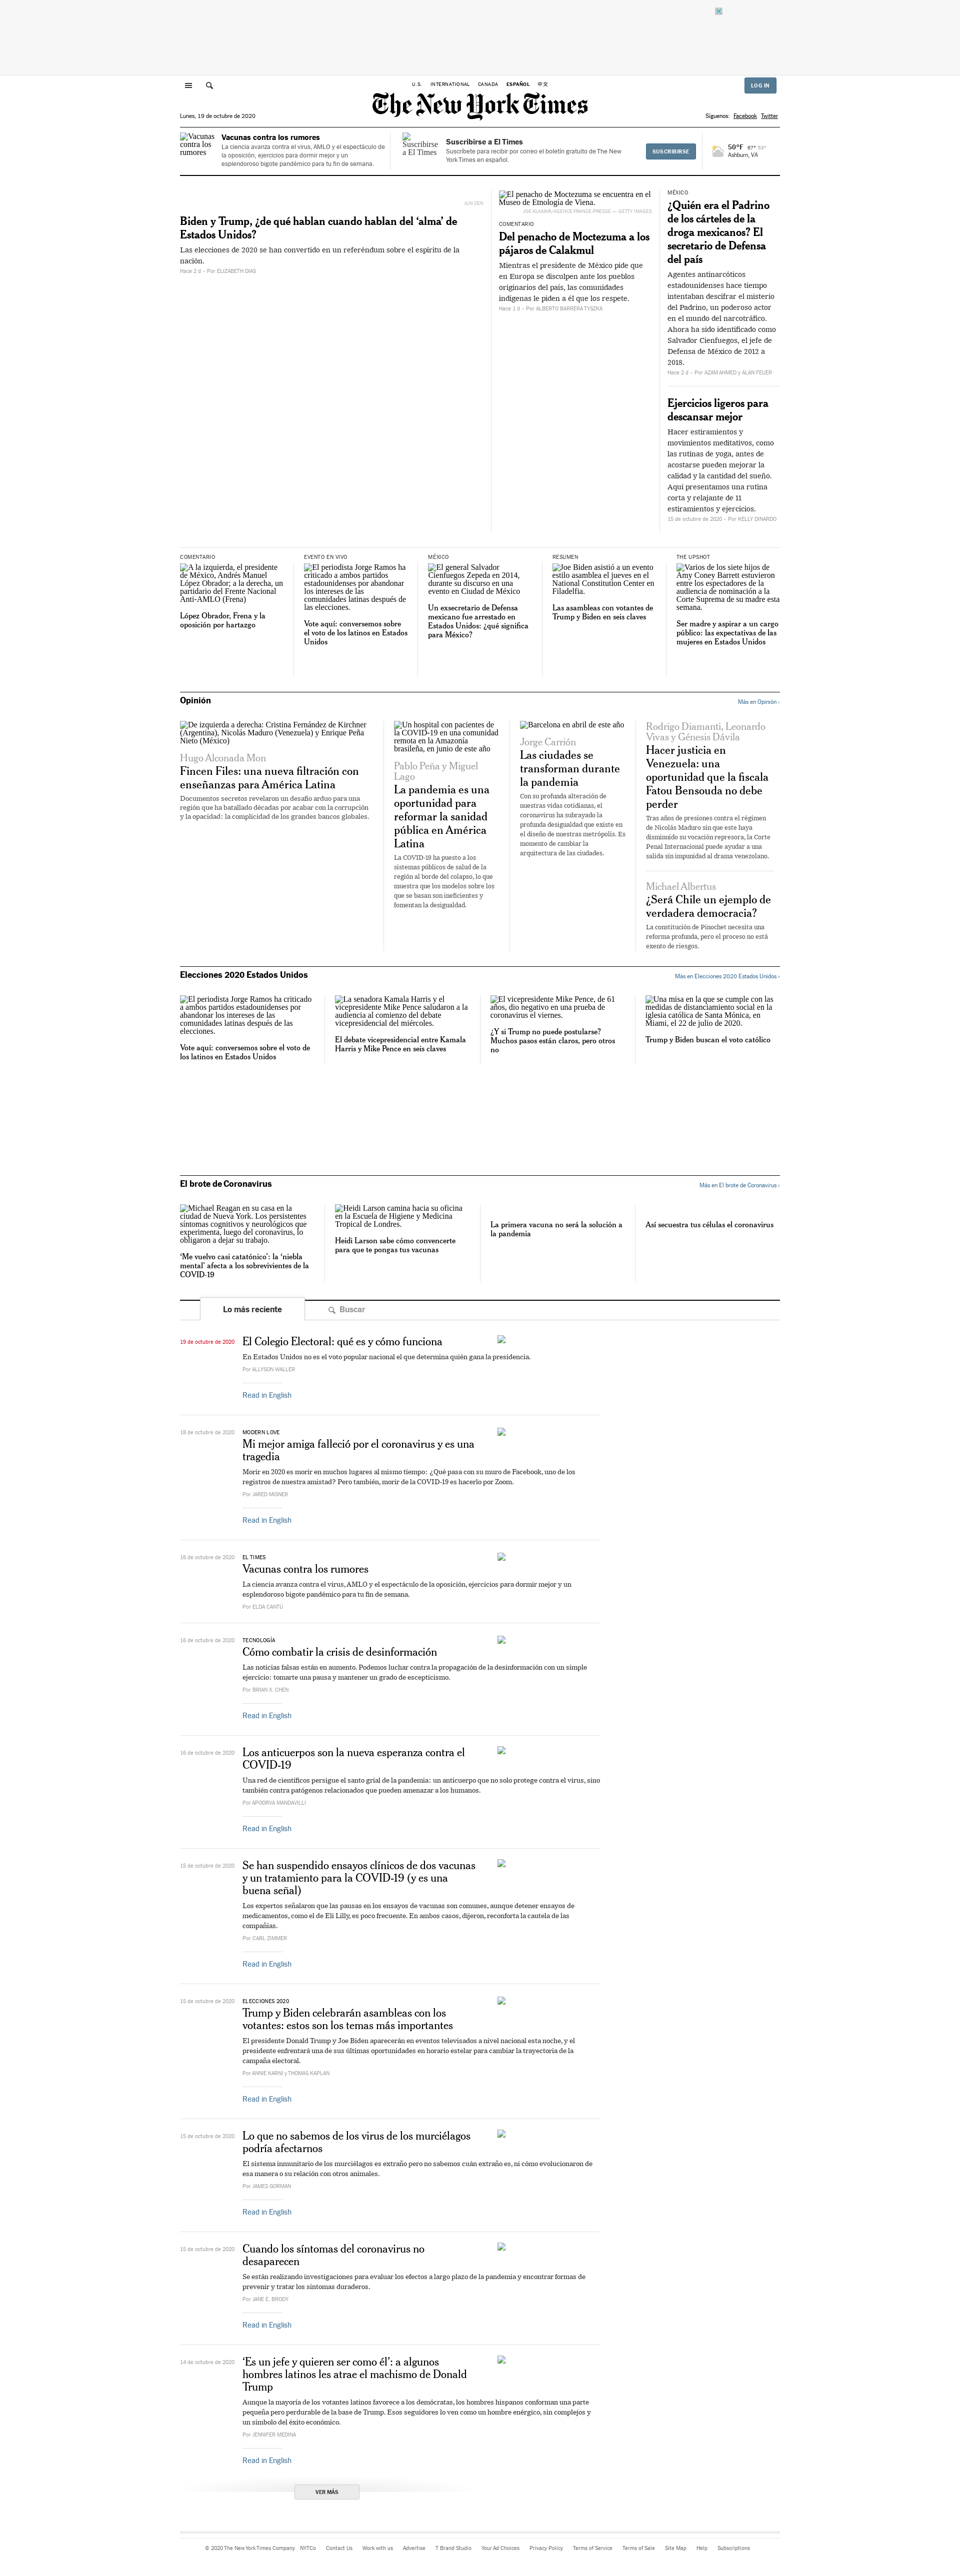 U.S. INTERNATIONAL CANADA ESPAÑOL 中文
LOG IN
The New York Times
Lunes, 19 de octubre de 2020
Síguenos: Facebook Twitter
Vacunas contra los rumores
Vacunas contra los rumores
La ciencia avanza contra el virus, AMLO y el espectáculo de
la oposición, ejercicios para dormir mejor y un
esplendoroso bigote pandémico para tu fin de semana.
Suscribirse a El Times
Suscribirse a El Times
Suscríbete para recibir por correo el boletín gratuito de The New
York Times en español.
SUSCRIBIRSE
50°F 67° 53°
Ashburn, VA
JUN CEN
Biden y Trump, ¿de qué hablan cuando hablan del ‘alma’ de
Estados Unidos?
Las elecciones de 2020 se han convertido en un referéndum sobre el espíritu de la
nación.
Hace 2 d – Por ELIZABETH DIAS
El penacho de Moctezuma se encuentra en el
Museo de Etnología de Viena.
JOE KLAMAR/AGENCE FRANCE-PRESSE — GETTY IMAGES
COMENTARIO
Del penacho de Moctezuma a los
pájaros de Calakmul
Mientras el presidente de México pide que
en Europa se disculpen ante los pueblos
originarios del país, las comunidades
indígenas le piden a él que los respete.
Hace 1 d – Por ALBERTO BARRERA TYSZKA
MÉXICO
¿Quién era el Padrino
de los cárteles de la
droga mexicanos? El
secretario de Defensa
del país
Agentes antinarcóticos
estadounidenses hace tiempo
intentaban descifrar el misterio
del Padrino, un poderoso actor
en el mundo del narcotráfico.
Ahora ha sido identificado como
Salvador Cienfuegos, el jefe de
Defensa de México de 2012 a
2018.
Hace 2 d – Por AZAM AHMED y ALAN FEUER
Ejercicios ligeros para
descansar mejor
Hacer estiramientos y
movimientos meditativos, como
las rutinas de yoga, antes de
acostarse pueden mejorar la
calidad y la cantidad del sueño.
Aquí presentamos una rutina
corta y relajante de 11
estiramientos y ejercicios.
15 de octubre de 2020 – Por KELLY DINARDO
COMENTARIO
A la izquierda, el presidente
de México, Andrés Manuel
López Obrador; a la derecha, un
partidario del Frente Nacional
Anti-AMLO (Frena)
López Obrador, Frena y la
oposición por hartazgo
EVENTO EN VIVO
El periodista Jorge Ramos ha
criticado a ambos partidos
estadounidenses por abandonar
los intereses de las
comunidades latinas después de
las elecciones.
Vote aquí: conversemos sobre
el voto de los latinos en Estados
Unidos
MÉXICO
El general Salvador
Cienfuegos Zepeda en 2014,
durante su discurso en una
evento en Ciudad de México
Un exsecretario de Defensa
mexicano fue arrestado en
Estados Unidos: ¿qué significa
para México?
RESUMEN
Joe Biden asistió a un evento
estilo asamblea el jueves en el
National Constitution Center en
Filadelfia.
Las asambleas con votantes de
Trump y Biden en seis claves
THE UPSHOT
Varios de los siete hijos de
Amy Coney Barrett estuvieron
entre los espectadores de la
audiencia de nominación a la
Corte Suprema de su madre esta
semana.
Ser madre y aspirar a un cargo
público: las expectativas de las
mujeres en Estados Unidos
Opinión
Más en Opinión ›
De izquierda a derecha: Cristina Fernández de Kirchner
(Argentina), Nicolás Maduro (Venezuela) y Enrique Peña
Nieto (México)
Hugo Alconada Mon
Fincen Files: una nueva filtración con
enseñanzas para América Latina
Documentos secretos revelaron un desafío arduo para una
región que ha batallado décadas por acabar con la corrupción
y la opacidad: la complicidad de los grandes bancos globales.
Un hospital con pacientes de
la COVID-19 en una comunidad
remota en la Amazonía
brasileña, en junio de este año
Pablo Peña y Miguel
Lago
La pandemia es una
oportunidad para
reformar la sanidad
pública en América
Latina
La COVID-19 ha puesto a los
sistemas públicos de salud de la
región al borde del colapso, lo que
muestra que los modelos sobre los
que se basan son ineficientes y
fomentan la desigualdad.
Barcelona en abril de este año
Jorge Carrión
Las ciudades se
transforman durante
la pandemia
Con su profunda alteración de
nuestras vidas cotidianas, el
coronavirus ha subrayado la
profunda desigualdad que existe en
el diseño de nuestras metrópolis. Es
momento de cambiar la
arquitectura de las ciudades.
Rodrigo Diamanti, Leonardo
Vivas y Génesis Dávila
Hacer justicia en
Venezuela: una
oportunidad que la fiscala
Fatou Bensouda no debe
perder
Tras años de presiones contra el régimen
de Nicolás Maduro sin que este haya
disminuido su vocación represora, la Corte
Penal Internacional puede ayudar a una
salida sin impunidad al drama venezolano.
Michael Albertus
¿Será Chile un ejemplo de
verdadera democracia?
La constitución de Pinochet necesita una
reforma profunda, pero el proceso no está
exento de riesgos.
Elecciones 2020 Estados Unidos
Más en Elecciones 2020 Estados Unidos ›
El periodista Jorge Ramos ha criticado
a ambos partidos estadounidenses por
abandonar los intereses de las
comunidades latinas después de las
elecciones.
Vote aquí: conversemos sobre el voto de
los latinos en Estados Unidos
La senadora Kamala Harris y el
vicepresidente Mike Pence saludaron a la
audiencia al comienzo del debate
vicepresidencial del miércoles.
El debate vicepresidencial entre Kamala
Harris y Mike Pence en seis claves
El vicepresidente Mike Pence, de 61
años, dio negativo en una prueba de
coronavirus el viernes.
¿Y si Trump no puede postularse?
Muchos pasos están claros, pero otros
no
Una misa en la que se cumple con las
medidas de distanciamiento social en la
iglesia católica de Santa Mónica, en
Miami, el 22 de julio de 2020.
Trump y Biden buscan el voto católico
El brote de Coronavirus
Más en El brote de Coronavirus ›
Michael Reagan en su casa en la
ciudad de Nueva York. Los persistentes
síntomas cognitivos y neurológicos que
experimenta, luego del coronavirus, lo
obligaron a dejar su trabajo.
‘Me vuelvo casi catatónico’: la ‘niebla
mental’ afecta a los sobrevivientes de la
COVID-19
Heidi Larson camina hacia su oficina
en la Escuela de Higiene y Medicina
Tropical de Londres.
Heidi Larson sabe cómo convencerte
para que te pongas tus vacunas
La primera vacuna no será la solución a
la pandemia
Así secuestra tus células el coronavirus
Lo más reciente
Buscar
19 de octubre de 2020
El Colegio Electoral: qué es y cómo funciona
En Estados Unidos no es el voto popular nacional el que determina quién gana la presidencia.
Por ALLYSON WALLER
Read in English
18 de octubre de 2020
MODERN LOVE
Mi mejor amiga falleció por el coronavirus y es una
tragedia
Morir en 2020 es morir en muchos lugares al mismo tiempo: ¿Qué pasa con su muro de Facebook, uno de los
registros de nuestra amistad? Pero también, morir de la COVID-19 es hacerlo por Zoom.
Por JARED MISNER
Read in English
16 de octubre de 2020
EL TIMES
Vacunas contra los rumores
La ciencia avanza contra el virus, AMLO y el espectáculo de la oposición, ejercicios para dormir mejor y un
esplendoroso bigote pandémico para tu fin de semana.
Por ELDA CANTÚ
16 de octubre de 2020
TECNOLOGÍA
Cómo combatir la crisis de desinformación
Las noticias falsas están en aumento. Podemos luchar contra la propagación de la desinformación con un simple
ejercicio: tomarte una pausa y mantener un grado de escepticismo.
Por BRIAN X. CHEN
Read in English
16 de octubre de 2020
Los anticuerpos son la nueva esperanza contra el
COVID-19
Una red de científicos persigue el santo grial de la pandemia: un anticuerpo que no solo protege contra el virus, sino
también contra patógenos relacionados que pueden amenazar a los humanos.
Por APOORVA MANDAVILLI
Read in English
15 de octubre de 2020
Se han suspendido ensayos clínicos de dos vacunas
y un tratamiento para la COVID-19 (y es una
buena señal)
Los expertos señalaron que las pausas en los ensayos de vacunas son comunes, aunque detener ensayos de
medicamentos, como el de Eli Lilly, es poco frecuente. En ambos casos, dijeron, reconforta la cautela de las
compañías.
Por CARL ZIMMER
Read in English
15 de octubre de 2020
ELECCIONES 2020
Trump y Biden celebrarán asambleas con los
votantes: estos son los temas más importantes
El presidente Donald Trump y Joe Biden aparecerán en eventos televisados a nivel nacional esta noche, y el
presidente enfrentará una de sus últimas oportunidades en horario estelar para cambiar la trayectoria de la
campaña electoral.
Por ANNIE KARNI y THOMAS KAPLAN
Read in English
15 de octubre de 2020
Lo que no sabemos de los virus de los murciélagos
podría afectarnos
El sistema inmunitario de los murciélagos es extraño pero no sabemos cuán extraño es, ni cómo evolucionaron de
esa manera o su relación con otros animales.
Por JAMES GORMAN
Read in English
15 de octubre de 2020
Cuando los síntomas del coronavirus no
desaparecen
Se están realizando investigaciones para evaluar los efectos a largo plazo de la pandemia y encontrar formas de
prevenir y tratar los síntomas duraderos.
Por JANE E. BRODY
Read in English
14 de octubre de 2020
‘Es un jefe y quieren ser como él’: a algunos
hombres latinos les atrae el machismo de Donald
Trump
Aunque la mayoría de los votantes latinos favorece a los demócratas, los hombres hispanos conforman una parte
pequeña pero perdurable de la base de Trump. Esos seguidores lo ven como un hombre enérgico, sin complejos y
un símbolo del éxito económico.
Por JENNIFER MEDINA
Read in English
VER MÁS
© 2020 The New York Times Company NYTCo Contact Us Work with us Advertise T Brand Studio Your Ad Choices Privacy Policy Terms of Service Terms of Sale Site Map Help Subscriptions